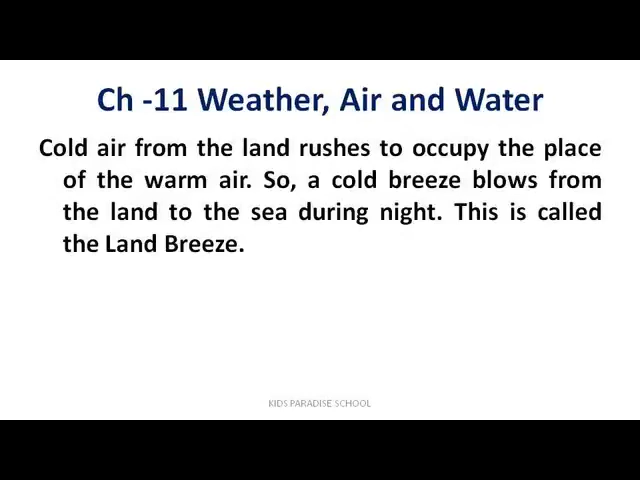 Ch -11 Weather, Air and Water
Cold air from the land rushes to occupy the place
of the warm air. So, a cold breeze blows from
the land to the sea during night. This is called
the Land Breeze.
KIDS PARADISE SCHOOL